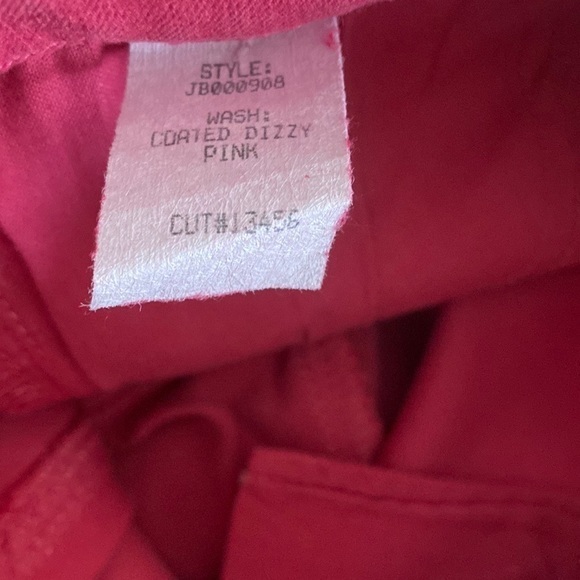 STYLE:
JB000908
WASH:
COATED DIZZY
PINK
CUT#13456